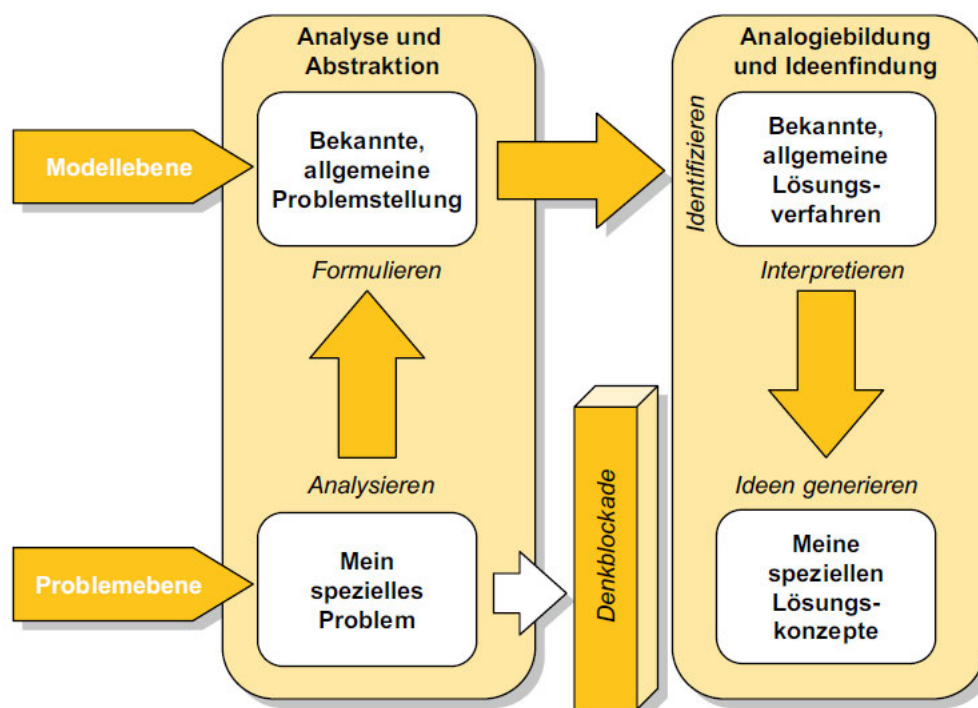 Analyse und
Abstraktion
Modellebene
Bekannte,
allgemeine
Problemstellung
Formulieren
Analysieren
Problemebene
Mein
spezielles
Problem
Denkblockade
Analogiebildung
und Ideenfindung
Identifizieren
Bekannte,
allgemeine
Lösungs-
verfahren
Interpretieren
Ideen generieren
Meine
speziellen
Lösungs-
konzepte